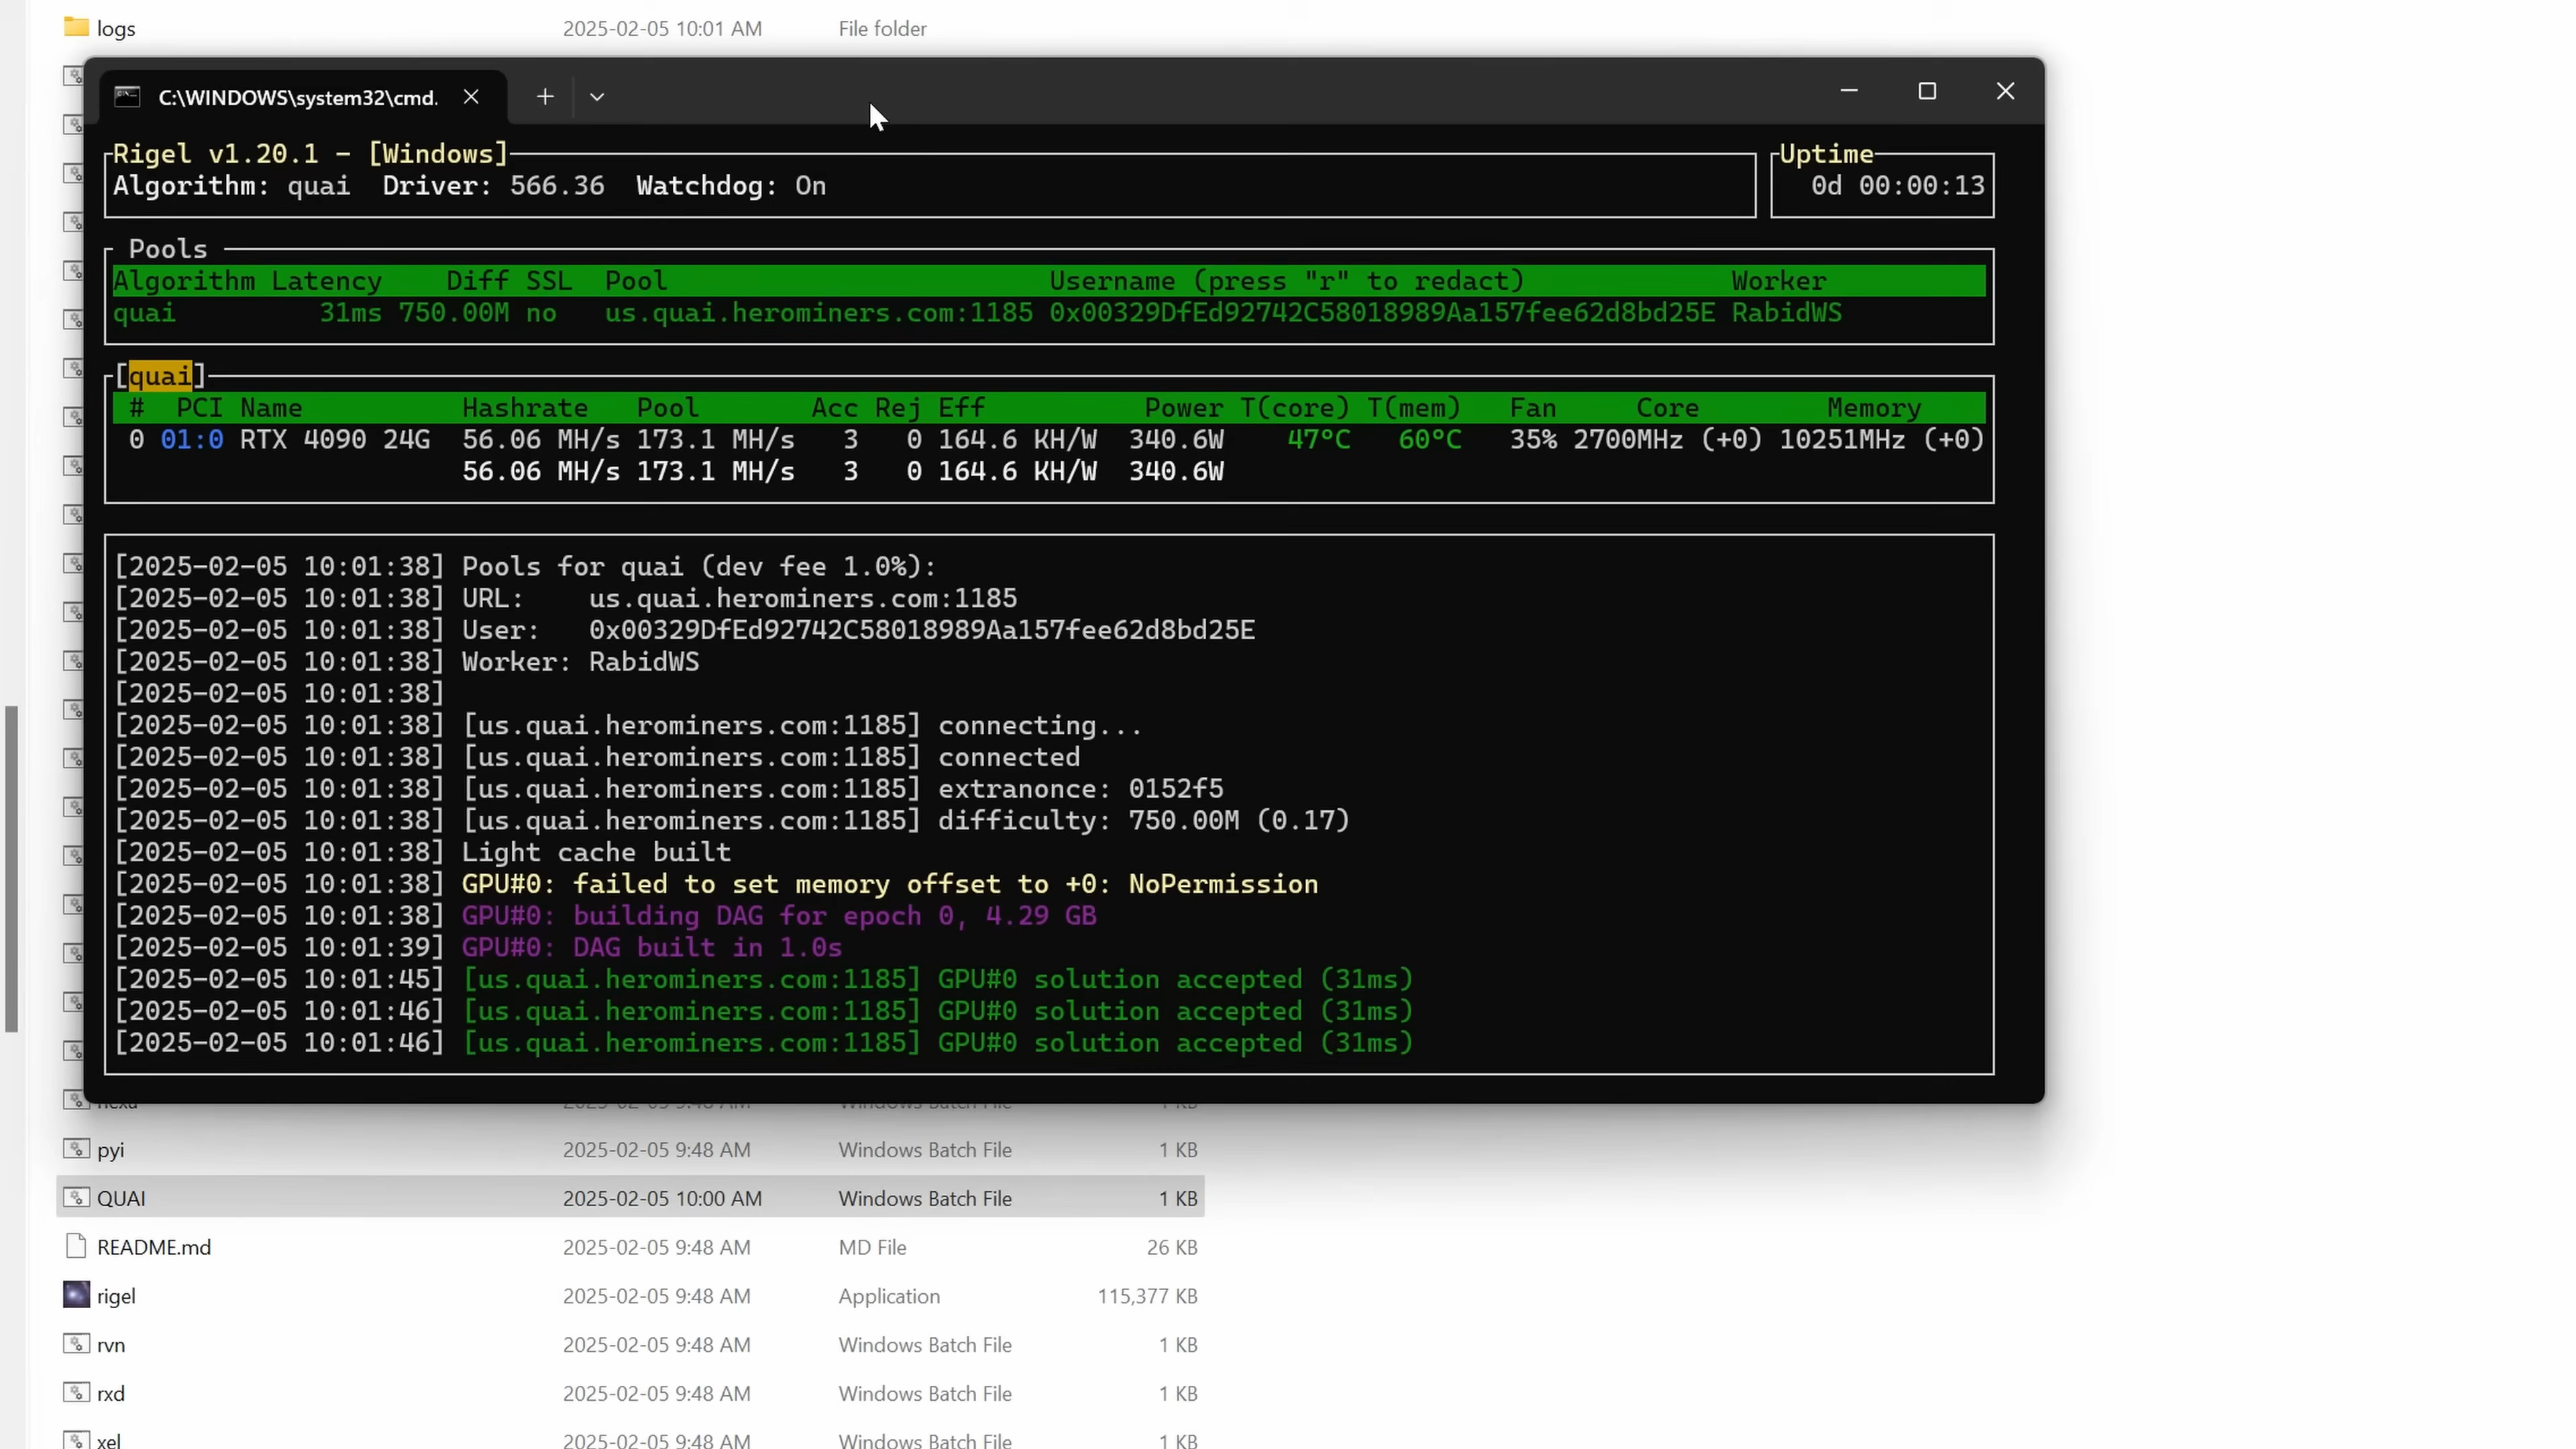 logs 2025-02-05 10:01 AM File folder
C:\WINDOWS\system32\cmd.
Rigel v1.20.1 - [Windows] Uptime
Algorithm: quai Driver: 566.36 Watchdog: On 0d 00:00:13
Pools
Algorithm Latency Diff SSL Pool Username (press "r" to redact) Worker
quai 31ms 750.00M no us.quai.herominers.com:1185 0x00329DfEd92742C58018989Aa157fee62d8bd25E RabidWS
[quai]
# PCI Name Hashrate Pool Acc Rej Eff Power T(core) T(mem) Fan Core Memory
0 01:0 RTX 4090 24G 56.06 MH/s 173.1 MH/s 3 0 164.6 KH/W 340.6W 47°C 60°C 35% 2700MHz (+0) 10251MHz (+0)
56.06 MH/s 173.1 MH/s 3 0 164.6 KH/W 340.6W
[2025-02-05 10:01:38] Pools for quai (dev fee 1.0%):
[2025-02-05 10:01:38] URL: us.quai.herominers.com:1185
[2025-02-05 10:01:38] User: 0x00329DfEd92742C58018989Aa157fee62d8bd25E
[2025-02-05 10:01:38] Worker: RabidWS
[2025-02-05 10:01:38]
[2025-02-05 10:01:38] [us.quai.herominers.com:1185] connecting...
[2025-02-05 10:01:38] [us.quai.herominers.com:1185] connected
[2025-02-05 10:01:38] [us.quai.herominers.com:1185] extranonce: 0152f5
[2025-02-05 10:01:38] [us.quai.herominers.com:1185] difficulty: 750.00M (0.17)
[2025-02-05 10:01:38] Light cache built
[2025-02-05 10:01:38] GPU#0: failed to set memory offset to +0: NoPermission
[2025-02-05 10:01:38] GPU#0: building DAG for epoch 0, 4.29 GB
[2025-02-05 10:01:39] GPU#0: DAG built in 1.0s
[2025-02-05 10:01:45] [us.quai.herominers.com:1185] GPU#0 solution accepted (31ms)
[2025-02-05 10:01:46] [us.quai.herominers.com:1185] GPU#0 solution accepted (31ms)
[2025-02-05 10:01:46] [us.quai.herominers.com:1185] GPU#0 solution accepted (31ms)
2025-02-05 9:48 AM Windows Batch File 1 KB
pyi 2025-02-05 9:48 AM Windows Batch File 1 KB
QUAI 2025-02-05 10:00 AM Windows Batch File 1 KB
README.md 2025-02-05 9:48 AM MD File 26 KB
rigel 2025-02-05 9:48 AM Application 115,377 KB
rvn 2025-02-05 9:48 AM Windows Batch File 1 KB
rxd 2025-02-05 9:48 AM Windows Batch File 1 KB
xel 2025-02-05 9:48 AM Windows Batch File 1 KB